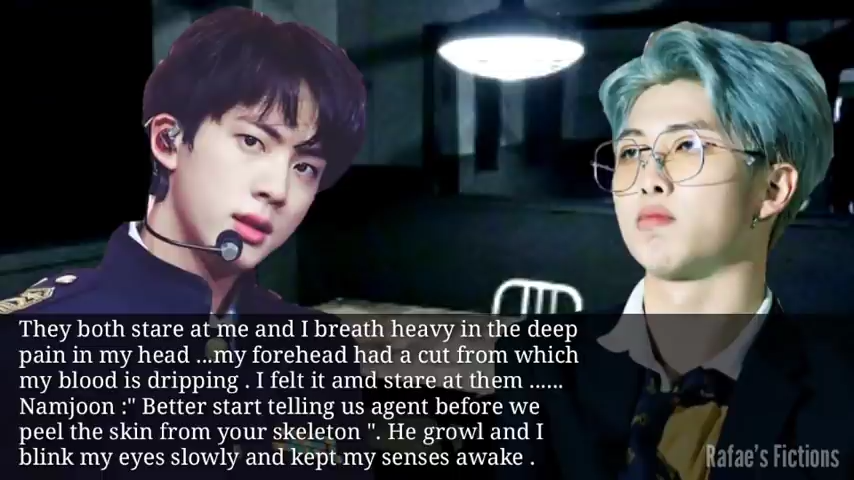 They both stare at me and I breath heavy in the deep
pain in my head ...my forehead had a cut from which
my blood is dripping . I felt it amd stare at them ......
Namjoon :" Better start telling us agent before we
peel the skin from your skeleton ". He growl and I
blink my eyes slowly and kept my senses awake .
Rafae's Fictions